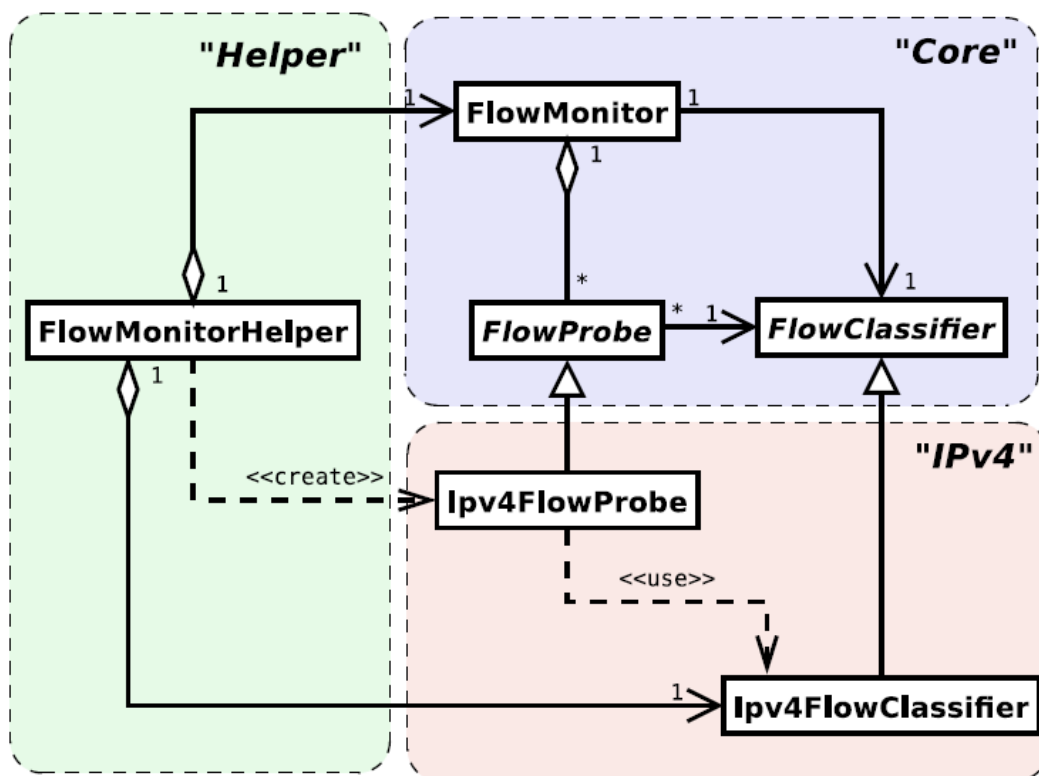 "Helper"
"Core"
1
FlowMonitor
1
1
1
*
1
FlowMonitorHelper
FlowProbe
*
1
FlowClassifier
1
"IPv4"
<<create>>
Ipv4FlowProbe
<<use>>
1
Ipv4FlowClassifier